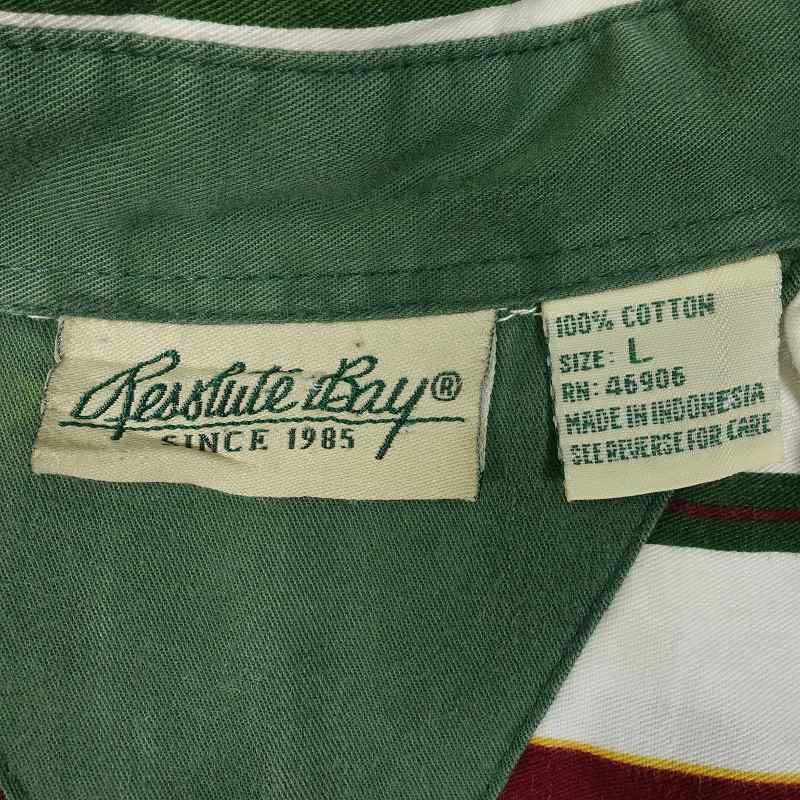 Resolute Bay®
SINCE 1985
100% COTTON
SIZE: L
RN: 46906
MADE IN INDONESIA
SEE REVERSE FOR CARE